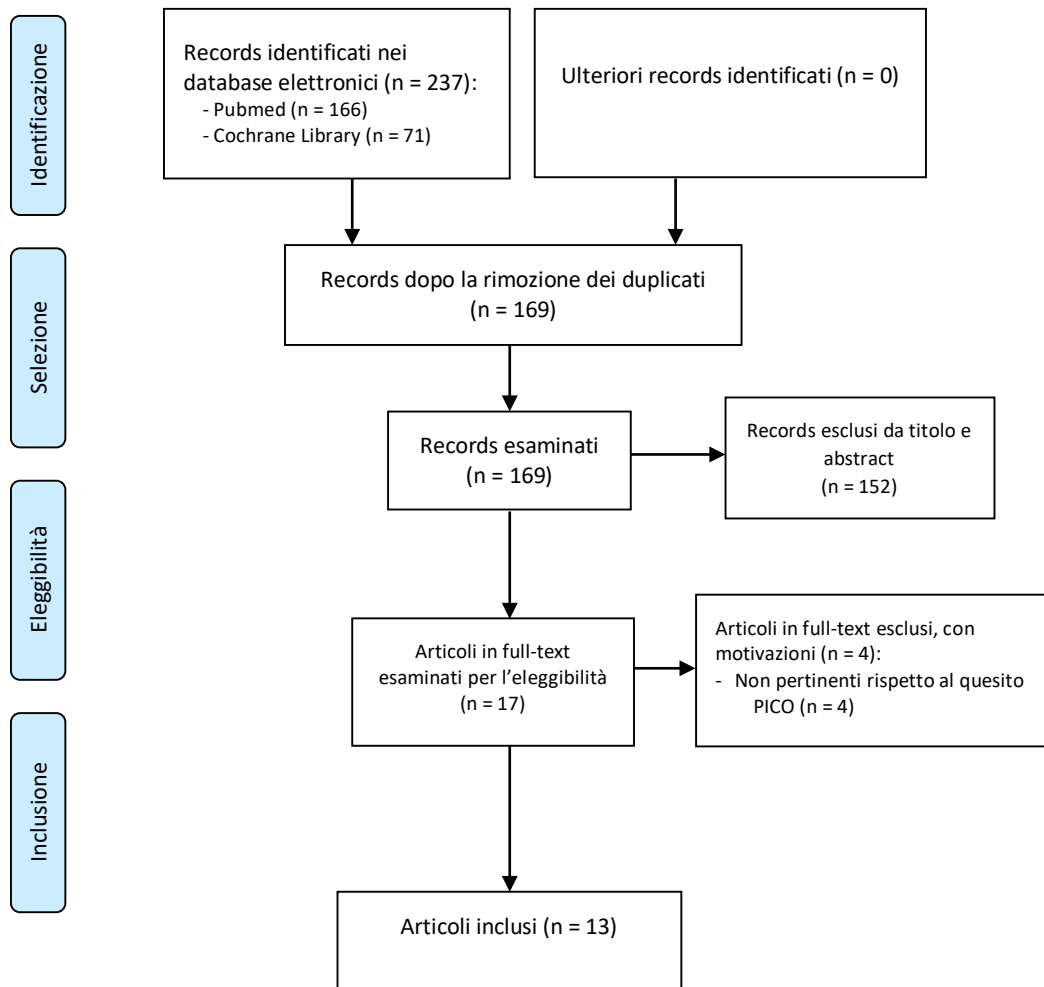 Identificazione
Records identificati nei
database elettronici (n = 237):
- Pubmed (n = 166)
- Cochrane Library (n = 71)
Ulteriori records identificati (n = 0)
Selezione
Records dopo la rimozione dei duplicati
(n = 169)
Records esaminati
(n = 169)
Records esclusi da titolo e
abstract
(n = 152)
Eleggibilità
Articoli in full-text
esaminati per l'eleggibilità
(n = 17)
Articoli in full-text esclusi, con
motivazioni (n = 4):
- Non pertinenti rispetto al quesito
PICO (n = 4)
Inclusione
Articoli inclusi (n = 13)